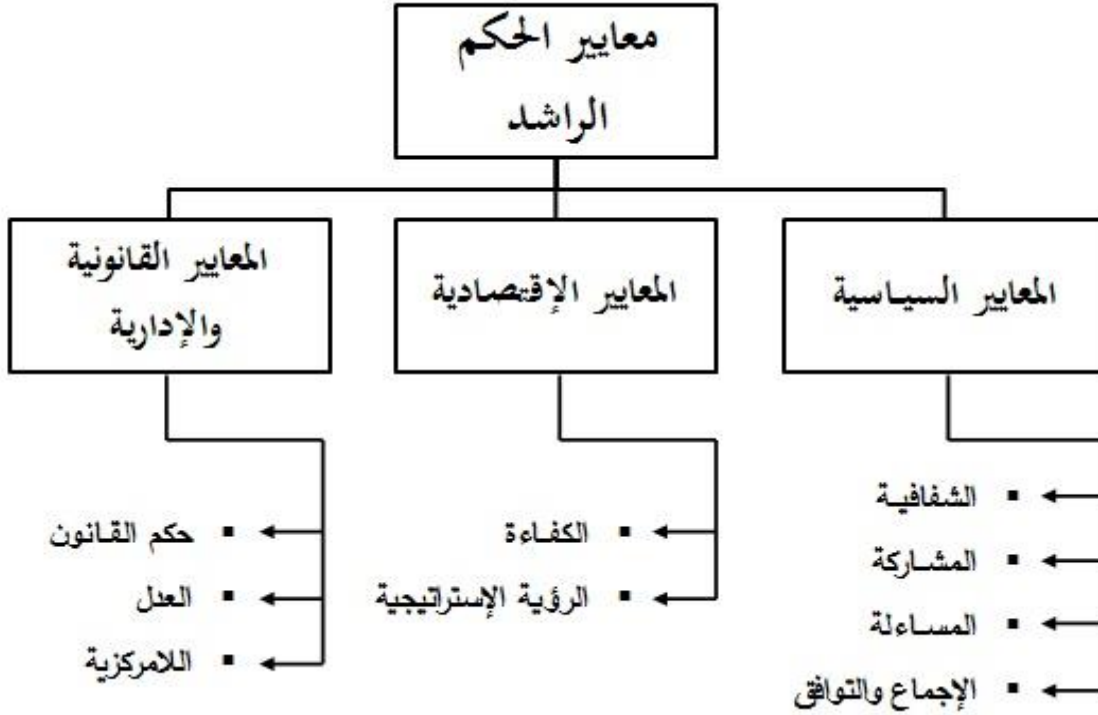 معايير الحكم
الراشد
المعايير السياسية
المعايير الإقتصادية
المعايير القانونية
والإدارية
▪ الشفافية
▪ المشاركة
▪ المساءلة
▪ الإجماع والتوافق
▪ الكفاءة
▪ الرؤية الإستراتيجية
▪ حكم القانون
▪ العدل
▪ اللامركزية